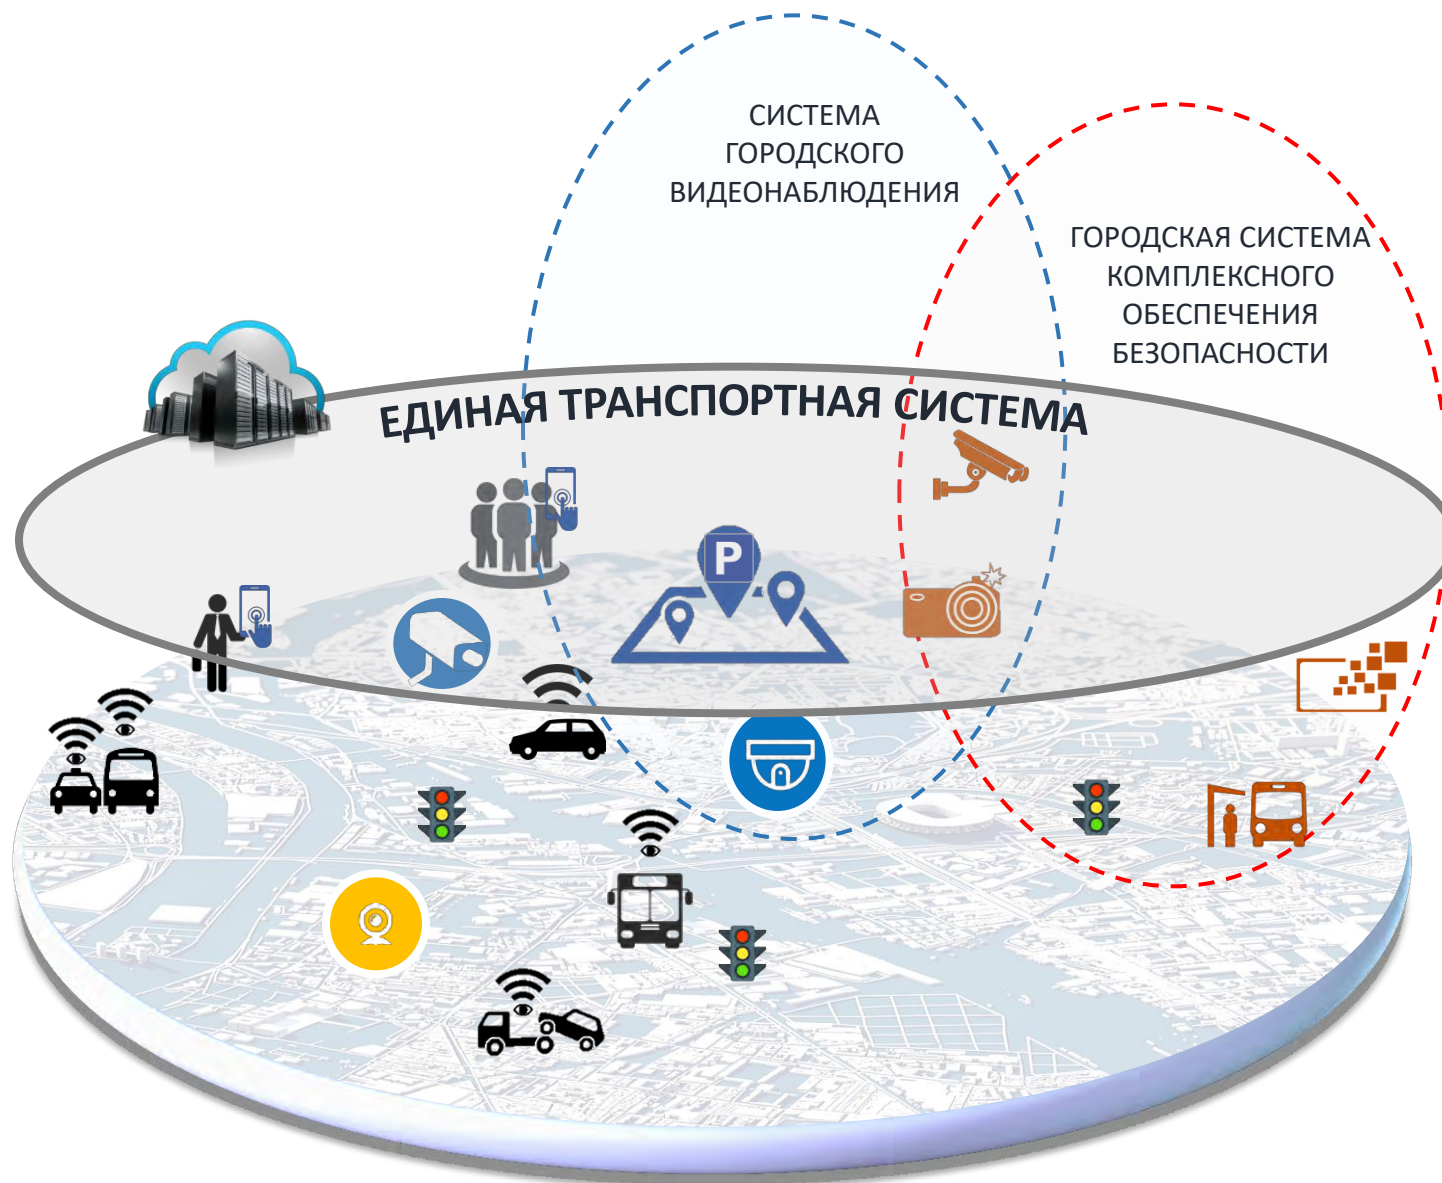 СИСТЕМА
ГОРОДСКОГО
ВИДЕОНАБЛЮДЕНИЯ
ГОРОДСКАЯ СИСТЕМА
КОМПЛЕКСНОГО
ОБЕСПЕЧЕНИЯ
БЕЗОПАСНОСТИ
ЕДИНАЯ ТРАНСПОРТНАЯ СИСТЕМА
P